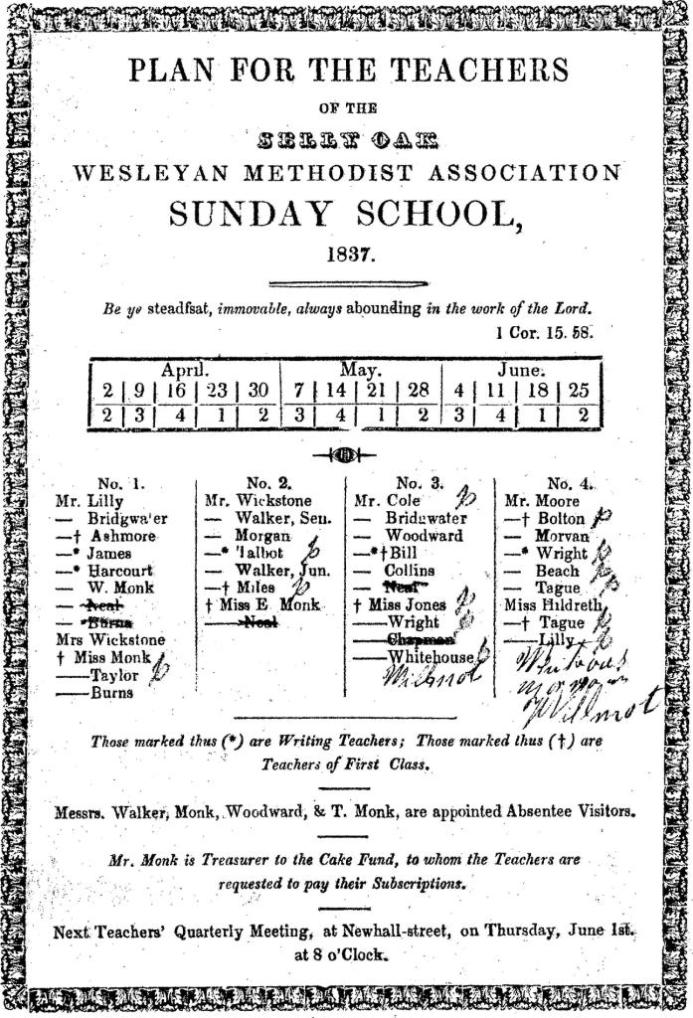 PLAN FOR THE TEACHERS
OF THE
SELLY OAK
WESLEYAN METHODIST ASSOCIATION
SUNDAY SCHOOL,
1837.
Be ye steadfsat, immovable, always abounding in the work of the Lord.
1 Cor. 15. 58.
April. May. June.
2 | 9 | 16 | 23 | 30 | 7 | 14 | 21 | 28 | 4 | 11 | 18 | 25
2 | 3 | 4 | 1 | 2 | 3 | 4 | 1 | 2 | 3 | 4 | 1 | 2
No. 1.
Mr. Lilly
— Bridgwater
—† Ashmore
—* James
—* Harcourt
— W. Monk
— Neal
—* Burns
Mrs Wickstone
† Miss Monk
—— Taylor p
—— Burns
No. 2.
Mr. Wickstone
— Walker, Sen.
— Morgan
—* Talbot p
— Walker, Jun.
—† Miles p
† Miss E Monk
—— Neal
No. 3.
Mr. Cole p
— Bridgwater
— Woodward
—*† Bill
— Collins
— Neal
† Miss Jones p
—— Wright p
—— Chapman
—— Whitehouse p
Wilmot
No. 4.
Mr. Moore
—† Bolton p
— Morvan
—* Wright p
— Beach p
— Tague p
Miss Hildreth
—† Tague p
—— Lilly p
Willmot
Those marked thus (*) are Writing Teachers; Those marked thus (†) are
Teachers of First Class.
Messrs. Walker, Monk, Woodward, & T. Monk, are appointed Absentee Visitors.
Mr. Monk is Treasurer to the Cake Fund, to whom the Teachers are
requested to pay their Subscriptions.
Next Teachers' Quarterly Meeting, at Newhall-street, on Thursday, June 1st.
at 8 o'Clock.